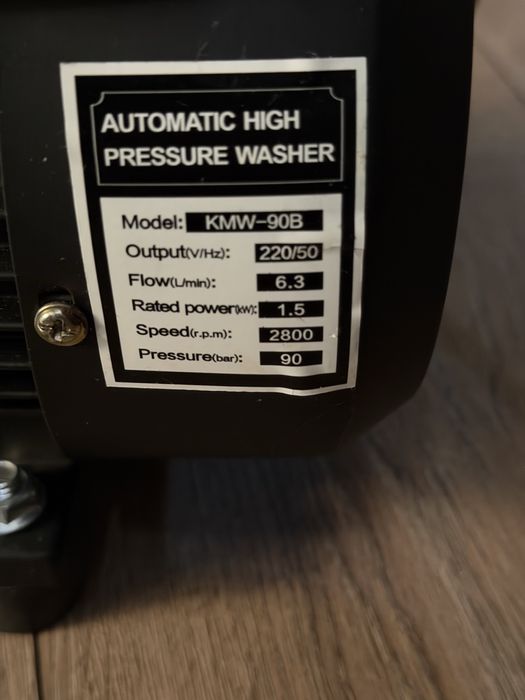 AUTOMATIC HIGH
PRESSURE WASHER
Model: KMW-90B
Output(V/Hz): 220/50
Flow(L/min): 6.3
Rated power(kw): 1.5
Speed(r.p.m): 2800
Pressure(bar): 90